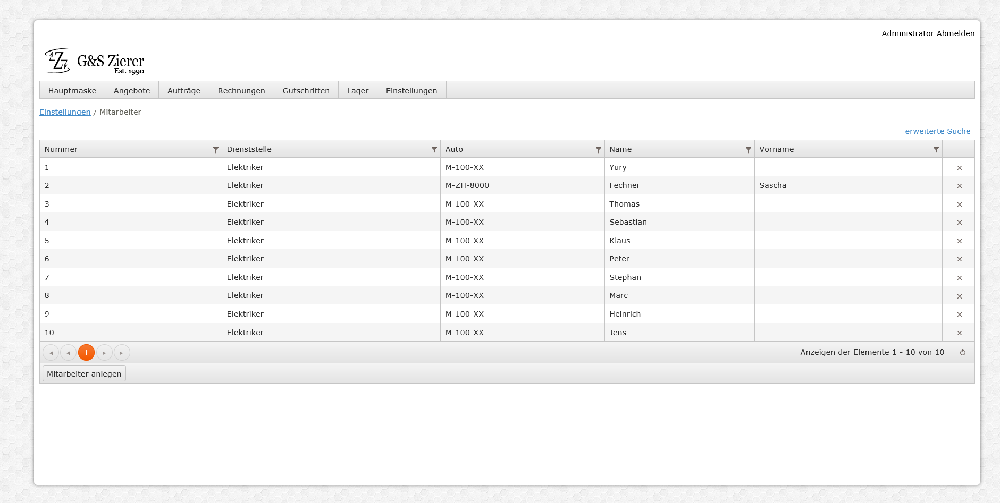 Administrator Abmelden
G&S Zierer
Est. 1990
Hauptmaske Angebote Aufträge Rechnungen Gutschriften Lager Einstellungen
Einstellungen / Mitarbeiter
erweiterte Suche
Nummer Dienststelle Auto Name Vorname
1 Elektriker M-100-XX Yury
2 Elektriker M-ZH-8000 Fechner Sascha
3 Elektriker M-100-XX Thomas
4 Elektriker M-100-XX Sebastian
5 Elektriker M-100-XX Klaus
6 Elektriker M-100-XX Peter
7 Elektriker M-100-XX Stephan
8 Elektriker M-100-XX Marc
9 Elektriker M-100-XX Heinrich
10 Elektriker M-100-XX Jens
1 Anzeigen der Elemente 1 - 10 von 10
Mitarbeiter anlegen